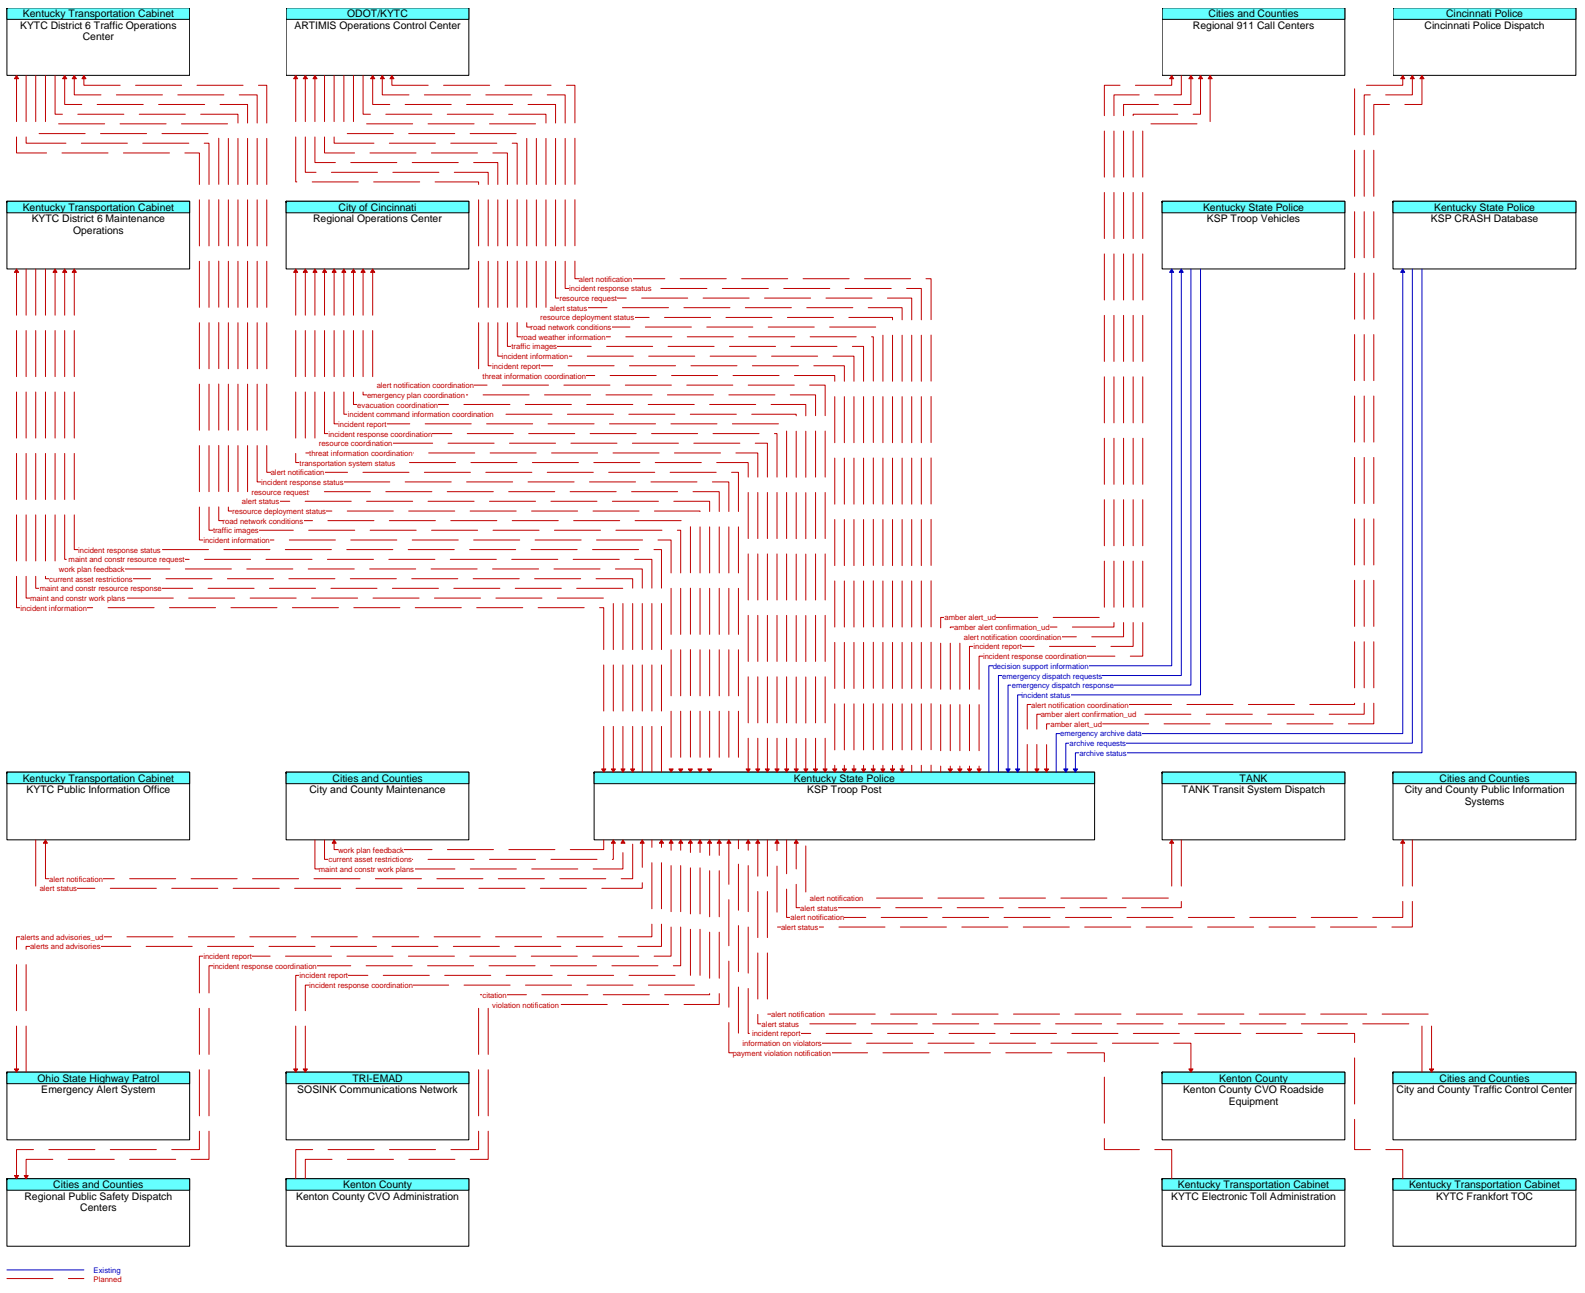 Kentucky Transportation Cabinet
KYTC District 6 Traffic Operations
Center
ODOT/KYTC
ARTIMIS Operations Control Center
Cities and Counties
Regional 911 Call Centers
Cincinnati Police
Cincinnati Police Dispatch
Kentucky Transportation Cabinet
KYTC District 6 Maintenance
Operations
City of Cincinnati
Regional Operations Center
Kentucky State Police
KSP Troop Vehicles
Kentucky State Police
KSP CRASH Database
alert notification
incident response status
resource request
alert status
resource deployment status
road network conditions
road weather information
traffic images
incident information
incident report
threat information coordination
alert notification coordination
emergency plan coordination
evacuation coordination
incident command information coordination
incident report
incident response coordination
resource coordination
threat information coordination
transportation system status
alert notification
incident response status
resource request
alert status
resource deployment status
road network conditions
traffic images
incident information
incident response status
maint and constr resource request
work plan feedback
current asset restrictions
maint and constr resource response
maint and constr work plans
incident information
amber alert_ud
amber alert confirmation_ud
alert notification coordination
incident report
incident response coordination
decision support information
emergency dispatch requests
emergency dispatch response
incident status
alert notification coordination
amber alert confirmation_ud
amber alert_ud
emergency archive data
archive requests
archive status
Kentucky Transportation Cabinet
KYTC Public Information Office
Cities and Counties
City and County Maintenance
Kentucky State Police
KSP Troop Post
TANK
TANK Transit System Dispatch
Cities and Counties
City and County Public Information
Systems
work plan feedback
current asset restrictions
maint and constr work plans
alert notification
alert status
alert notification
alert status
alert notification
alert status
alerts and advisories_ud
alerts and advisories
incident report
incident response coordination
incident report
incident response coordination
citation
violation notification
alert notification
alert status
incident report
information on violators
payment violation notification
Ohio State Highway Patrol
Emergency Alert System
TRI-EMAD
SOSINK Communications Network
Kenton County
Kenton County CVO Roadside
Equipment
Cities and Counties
City and County Traffic Control Center
Cities and Counties
Regional Public Safety Dispatch
Centers
Kenton County
Kenton County CVO Administration
Kentucky Transportation Cabinet
KYTC Electronic Toll Administration
Kentucky Transportation Cabinet
KYTC Frankfort TOC
Existing
Planned